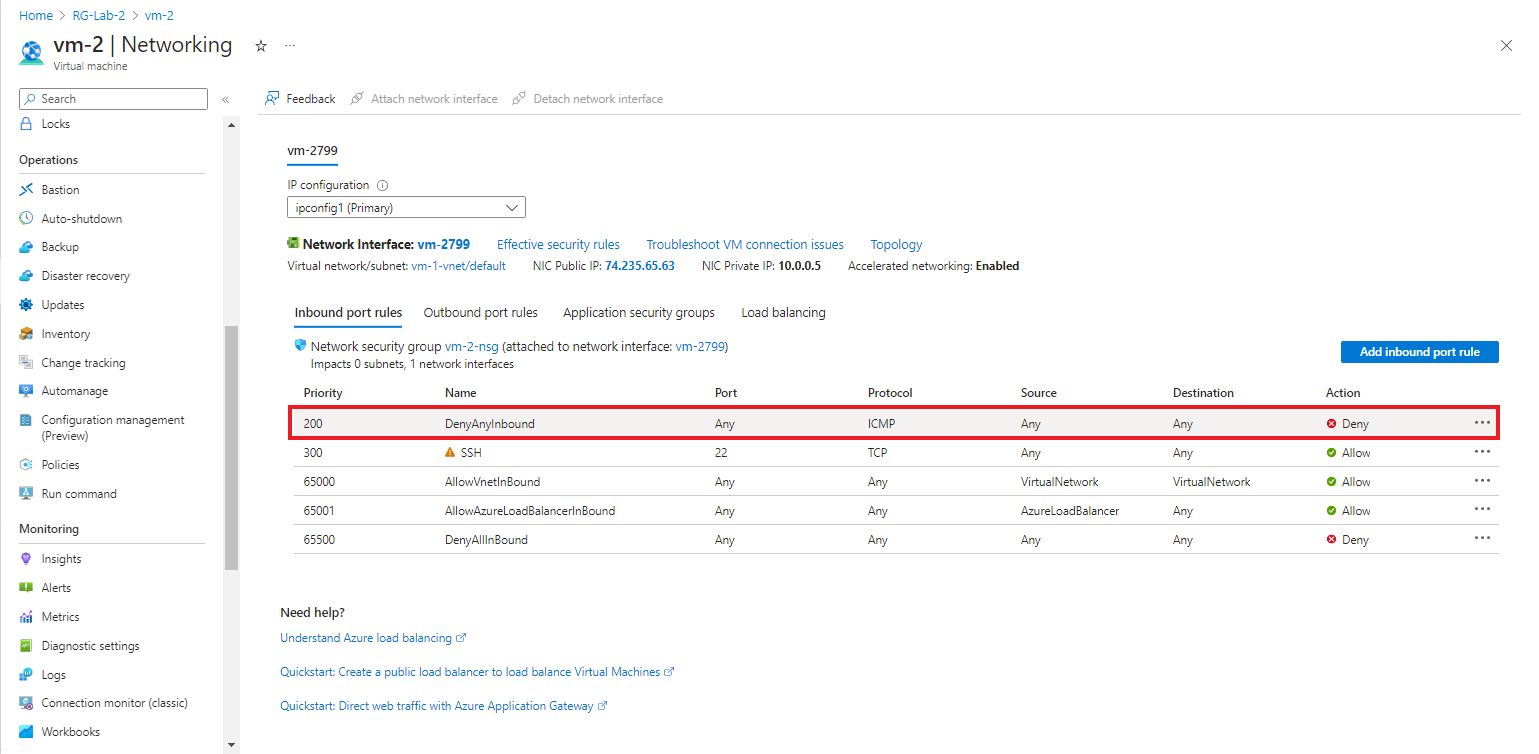 Home > RG-Lab-2 > vm-2
vm-2 | Networking ☆ ...
Virtual machine
Search «
Feedback Attach network interface Detach network interface
Locks
Operations
Bastion
Auto-shutdown
Backup
Disaster recovery
Updates
Inventory
Change tracking
Automanage
Configuration management
(Preview)
Policies
Run command
Monitoring
Insights
Alerts
Metrics
Diagnostic settings
Logs
Connection monitor (classic)
Workbooks
vm-2799
IP configuration
ipconfig1 (Primary)
Network Interface: vm-2799 Effective security rules Troubleshoot VM connection issues Topology
Virtual network/subnet: vm-1-vnet/default NIC Public IP: 74.235.65.63 NIC Private IP: 10.0.0.5 Accelerated networking: Enabled
Inbound port rules Outbound port rules Application security groups Load balancing
Network security group vm-2-nsg (attached to network interface: vm-2799)
Impacts 0 subnets, 1 network interfaces
Add inbound port rule
Priority Name Port Protocol Source Destination Action
200 DenyAnyInbound Any ICMP Any Any Deny ...
300 SSH 22 TCP Any Any Allow ...
65000 AllowVnetInBound Any Any VirtualNetwork VirtualNetwork Allow ...
65001 AllowAzureLoadBalancerInBound Any Any AzureLoadBalancer Any Allow ...
65500 DenyAllInBound Any Any Any Any Deny ...
Need help?
Understand Azure load balancing
Quickstart: Create a public load balancer to load balance Virtual Machines
Quickstart: Direct web traffic with Azure Application Gateway